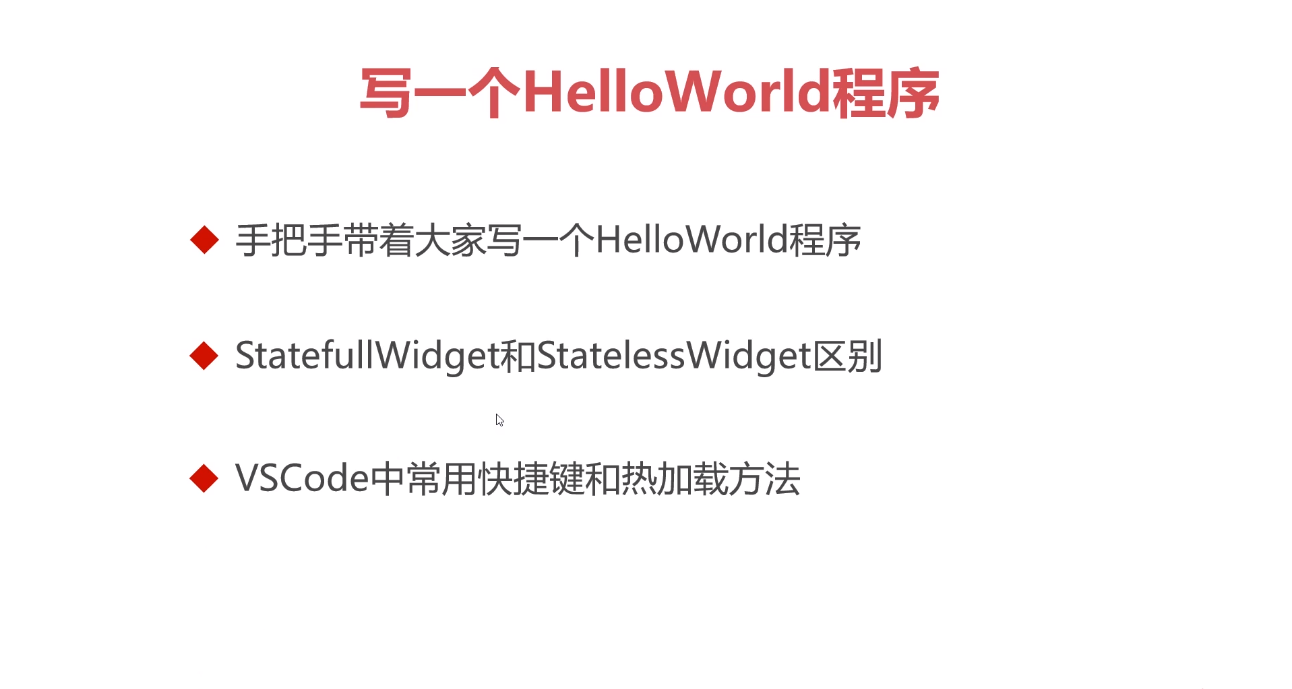 写一个HelloWorld程序
手把手带着大家写一个HelloWorld程序
StatefullWidget和StatelessWidget区别
VSCode中常用快捷键和热加载方法